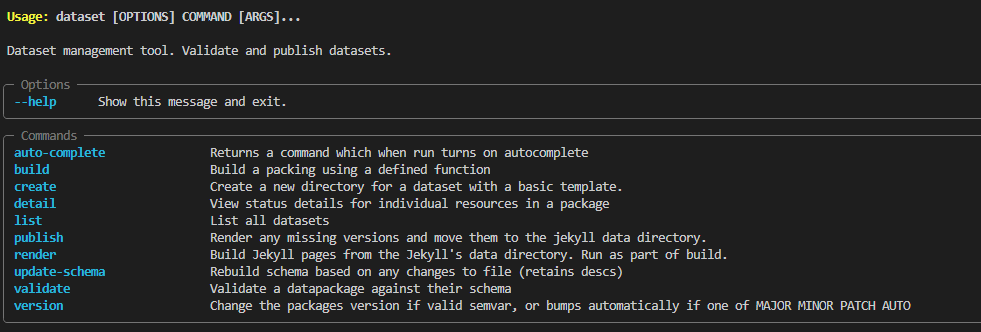 Usage: dataset [OPTIONS] COMMAND [ARGS]...
Dataset management tool. Validate and publish datasets.
Options
--help Show this message and exit.
Commands
auto-complete Returns a command which when run turns on autocomplete
build Build a packing using a defined function
create Create a new directory for a dataset with a basic template.
detail View status details for individual resources in a package
list List all datasets
publish Render any missing versions and move them to the jekyll data directory.
render Build Jekyll pages from the Jekyll's data directory. Run as part of build.
update-schema Rebuild schema based on any changes to file (retains descs)
validate Validate a datapackage against their schema
version Change the packages version if valid semvar, or bumps automatically if one of MAJOR MINOR PATCH AUTO